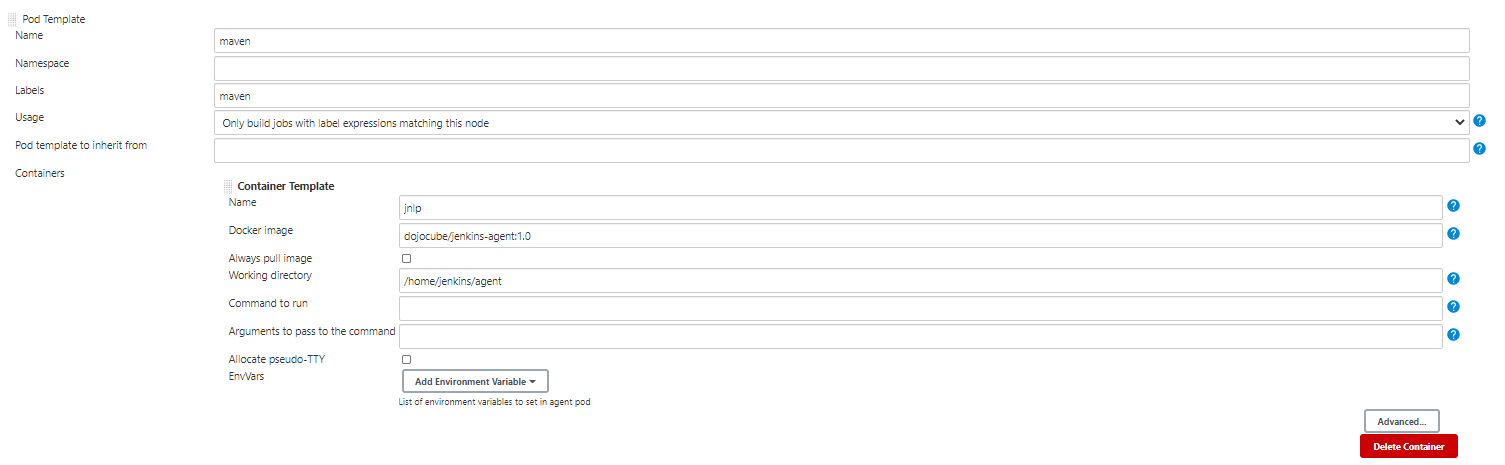 Pod Template
Name
maven
Namespace
Labels
maven
Usage
Only build jobs with label expressions matching this node
Pod template to inherit from
Containers
Container Template
Name
jnlp
Docker image
dojocube/jenkins-agent:1.0
Always pull image
Working directory
/home/jenkins/agent
Command to run
Arguments to pass to the command
Allocate pseudo-TTY
EnvVars
Add Environment Variable
List of environment variables to set in agent pod
Advanced...
Delete Container